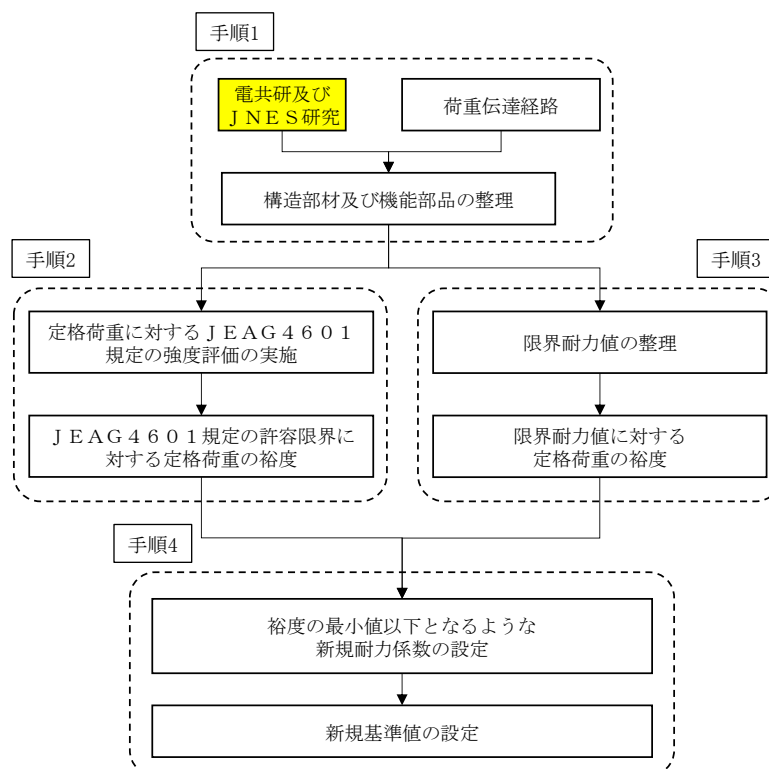 手順1
電共研及び
ＪＮＥＳ研究
荷重伝達経路
構造部材及び機能部品の整理
手順2
手順3
定格荷重に対するＪＥＡＧ４６０１
規定の強度評価の実施
限界耐力値の整理
ＪＥＡＧ４６０１規定の許容限界に
対する定格荷重の裕度
限界耐力値に対する
定格荷重の裕度
手順4
裕度の最小値以下となるような
新規耐力係数の設定
新規基準値の設定